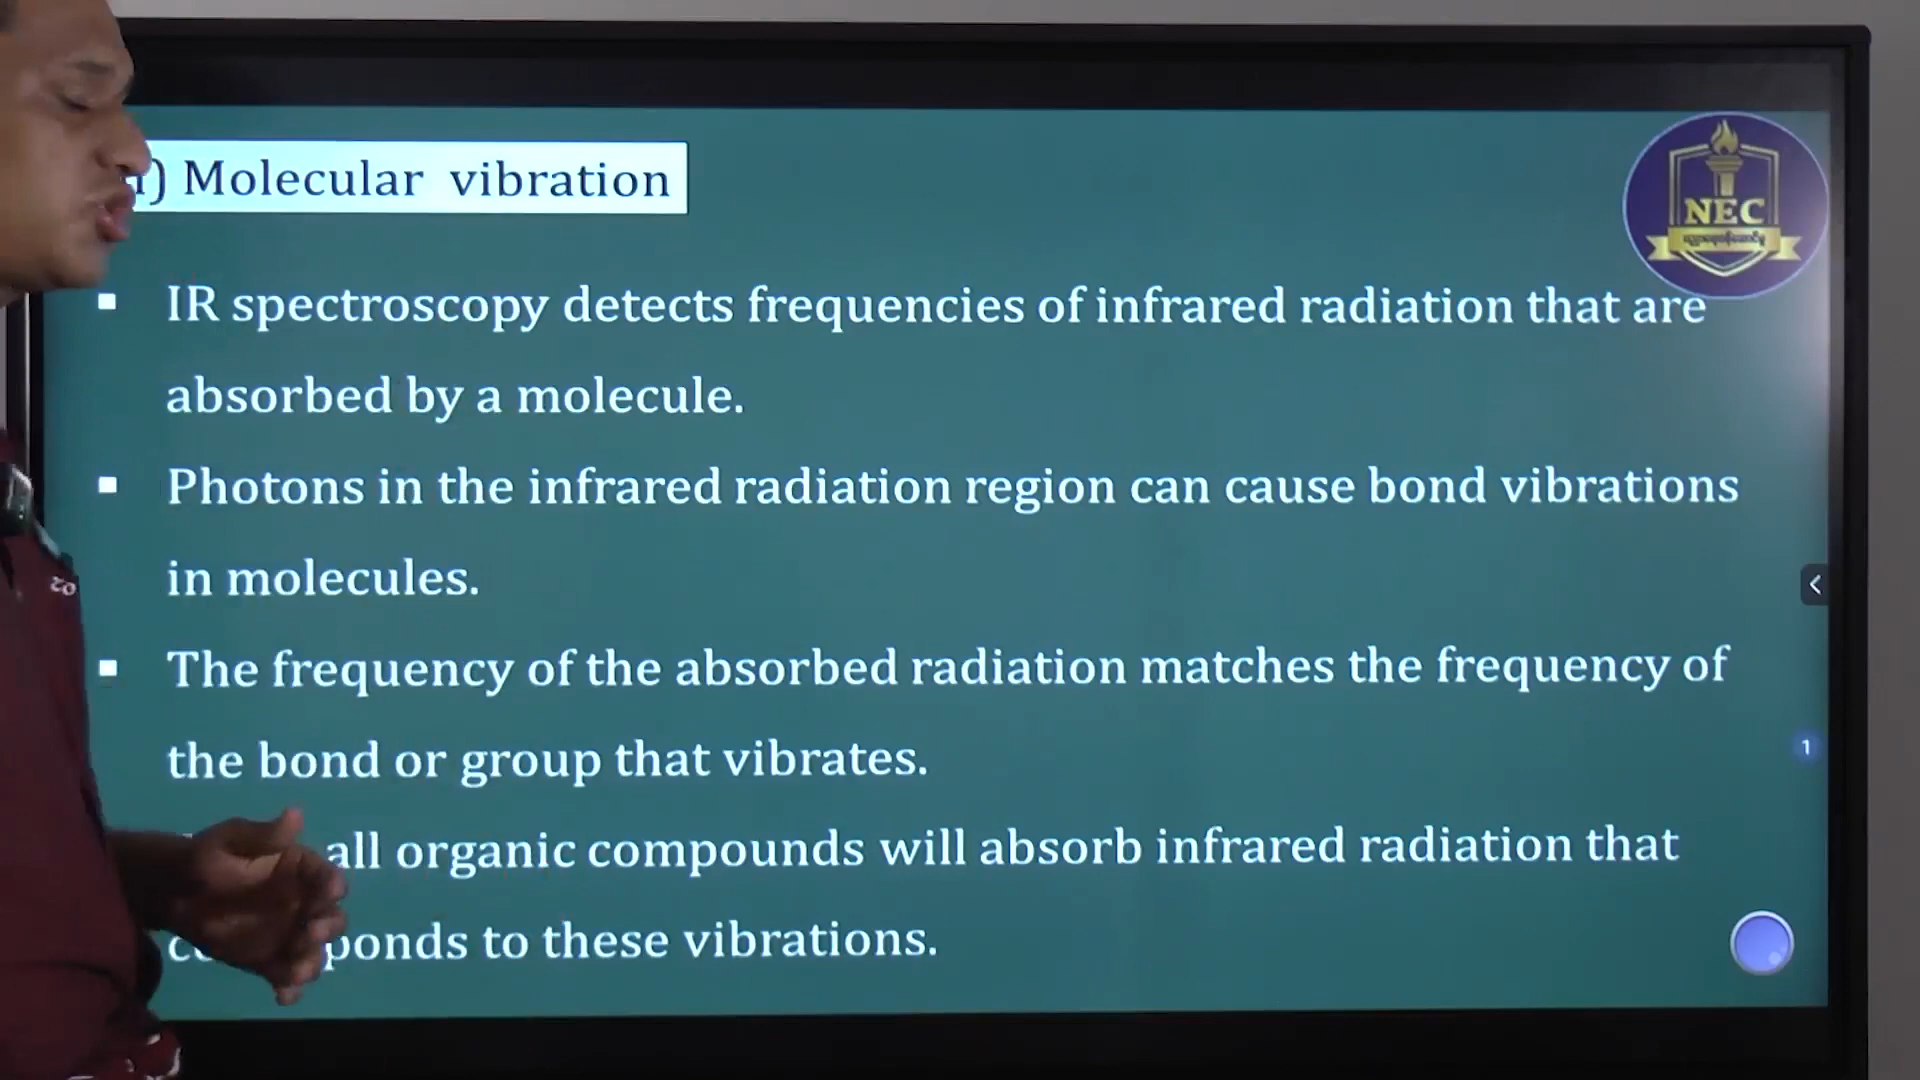 ) Molecular vibration
NEC
IR spectroscopy detects frequencies of infrared radiation that are
absorbed by a molecule.
Photons in the infrared radiation region can cause bond vibrations
in molecules.
The frequency of the absorbed radiation matches the frequency of
the bond or group that vibrates.
all organic compounds will absorb infrared radiation that
ponds to these vibrations.
1